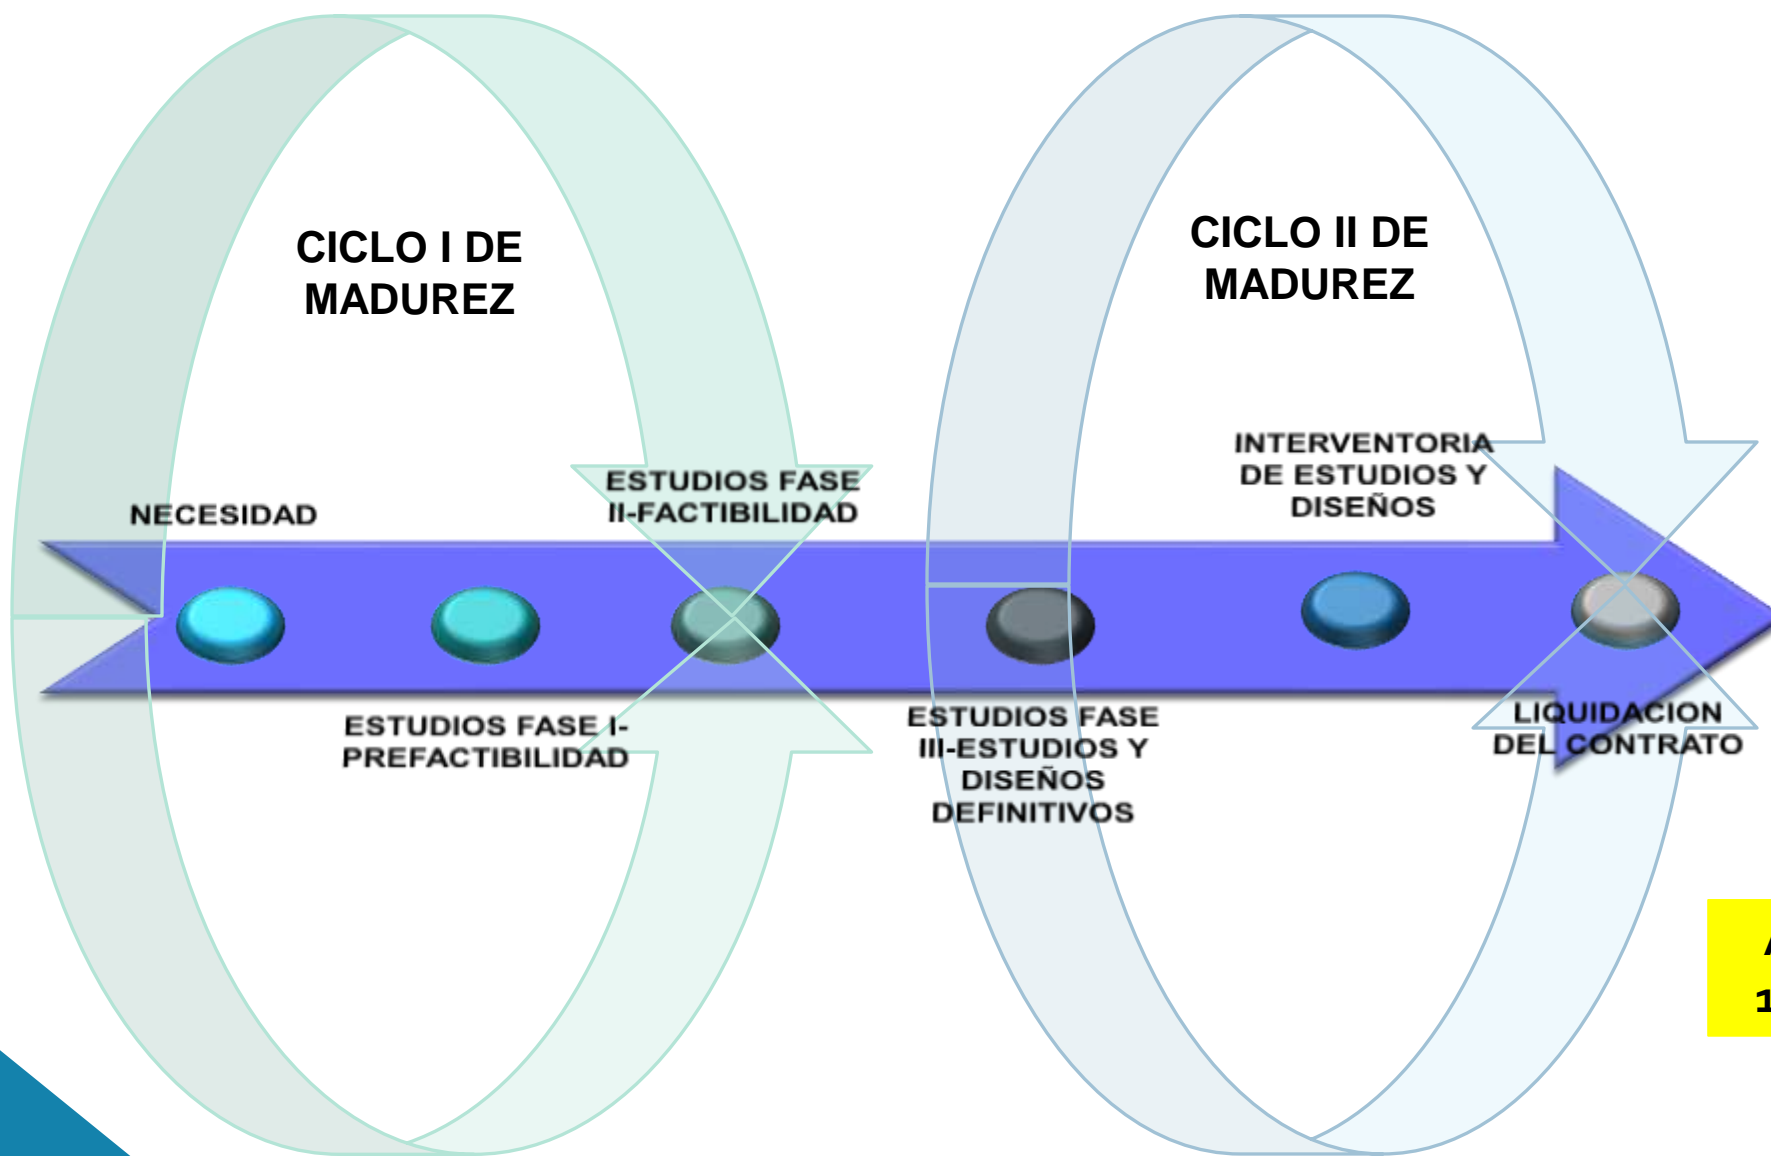 CICLO I DE
MADUREZ
CICLO II DE
MADUREZ
NECESIDAD
ESTUDIOS FASE I-
PREFACTIBILIDAD
ESTUDIOS FASE
II-FACTIBILIDAD
ESTUDIOS FASE
III-ESTUDIOS Y
DISEÑOS
DEFINITIVOS
INTERVENTORIA
DE ESTUDIOS Y
DISEÑOS
LIQUIDACION
DEL CONTRATO